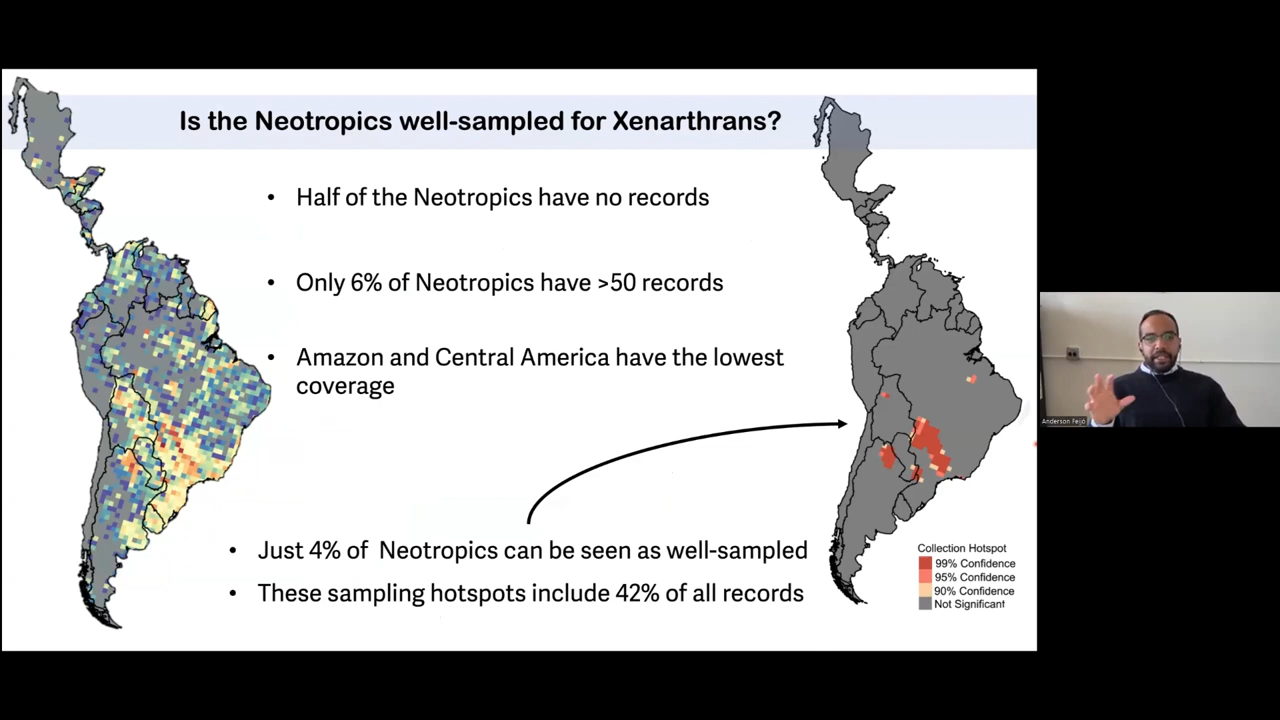 Is the Neotropics well-sampled for Xenarthrans?
• Half of the Neotropics have no records
• Only 6% of Neotropics have >50 records
• Amazon and Central America have the lowest
coverage
• Just 4% of Neotropics can be seen as well-sampled
• These sampling hotspots include 42% of all records
Collection Hotspot
99% Confidence
95% Confidence
90% Confidence
Not Significant
Anderson Feijó